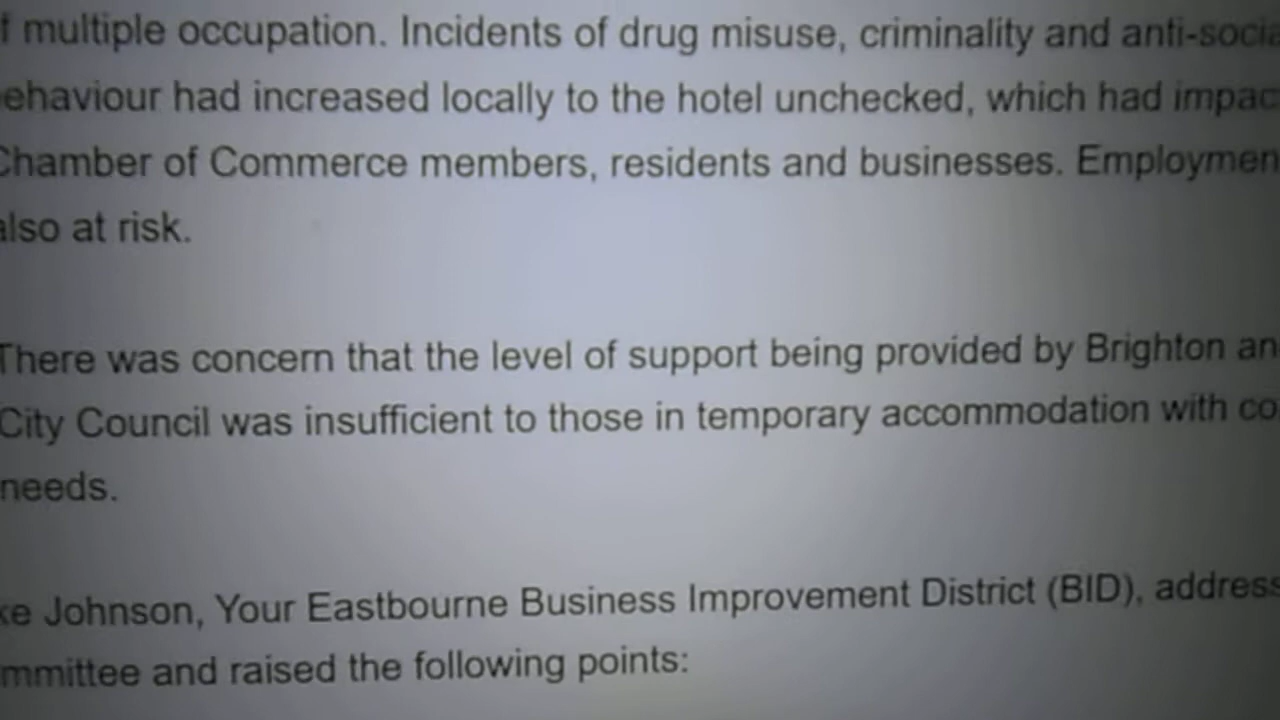 f multiple occupation. Incidents of drug misuse, criminality and anti-socia
ehaviour had increased locally to the hotel unchecked, which had impac
Chamber of Commerce members, residents and businesses. Employmen
also at risk.
There was concern that the level of support being provided by Brighton an
City Council was insufficient to those in temporary accommodation with co
needs.
ke Johnson, Your Eastbourne Business Improvement District (BID), address
mmittee and raised the following points: